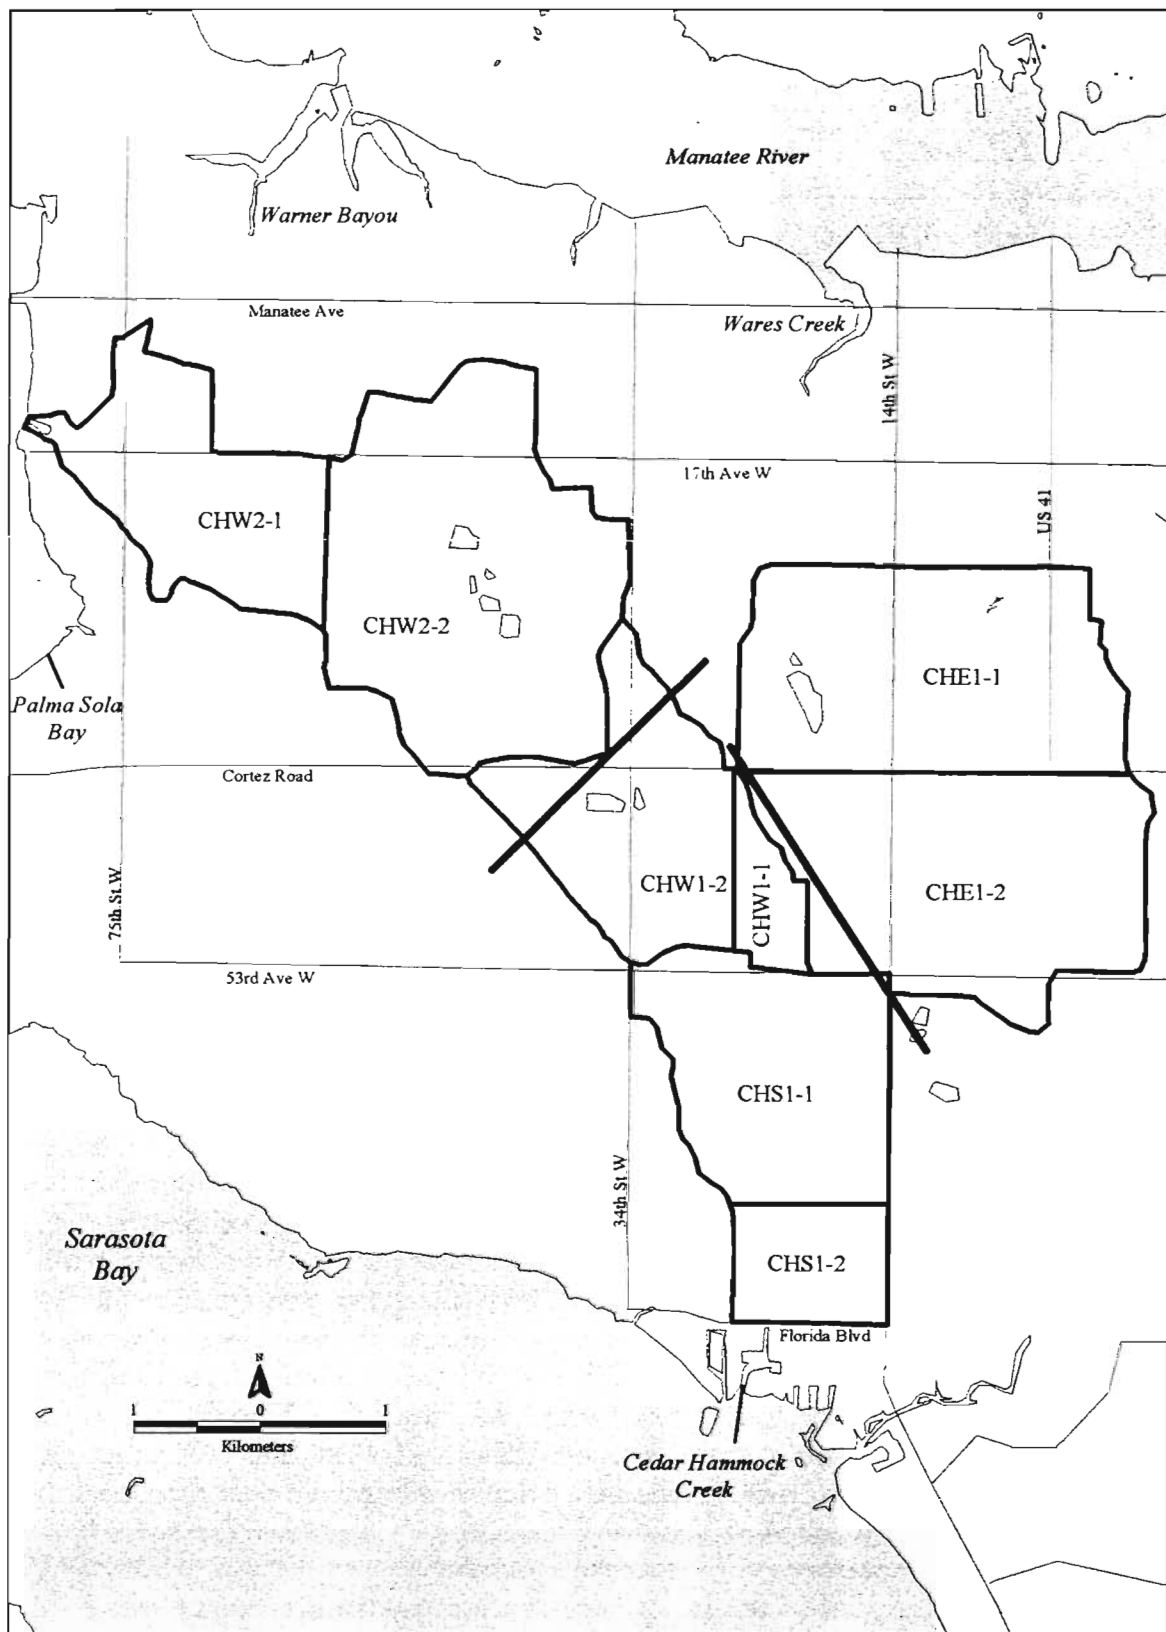 Manatee River
Warner Bayou
Manatee Ave
Wares Creek
14th St W
17th Ave W
US 41
CHW2-1
CHW2-2
CHE1-1
Palma Sola
Bay
Cortez Road
75th St W
CHW1-2
CHW1-1
CHE1-2
53rd Ave W
CHS1-1
34th St W
Sarasota
Bay
CHS1-2
Florida Blvd
N
1 0 1
Kilometers
Cedar Hammock
Creek